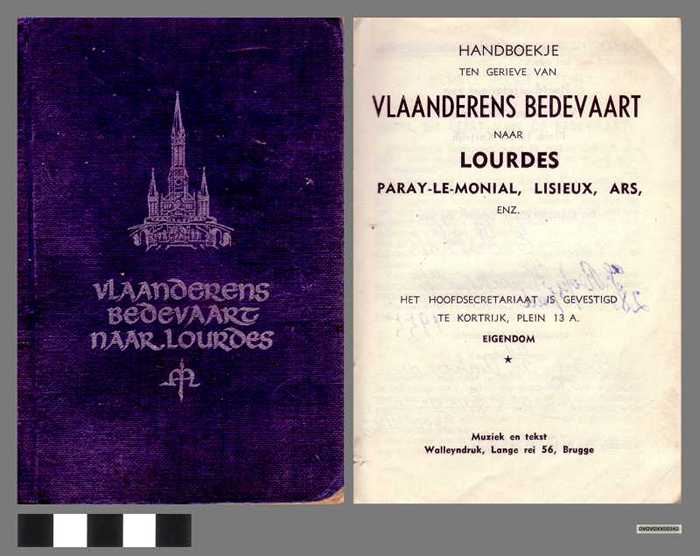 VLAANDERENS
BEDEVAART
NAAR LOURDES
HANDBOEKJE
TEN GERIEVE VAN
VLAANDERENS BEDEVAART
NAAR
LOURDES
PARAY-LE-MONIAL, LISIEUX, ARS,
ENZ.
HET HOOFDSECRETARIAAT IS GEVESTIGD
TE KORTRIJK, PLEIN 13 A.
EIGENDOM
Muziek en tekst
Walleyndruk, Lange rei 56, Brugge